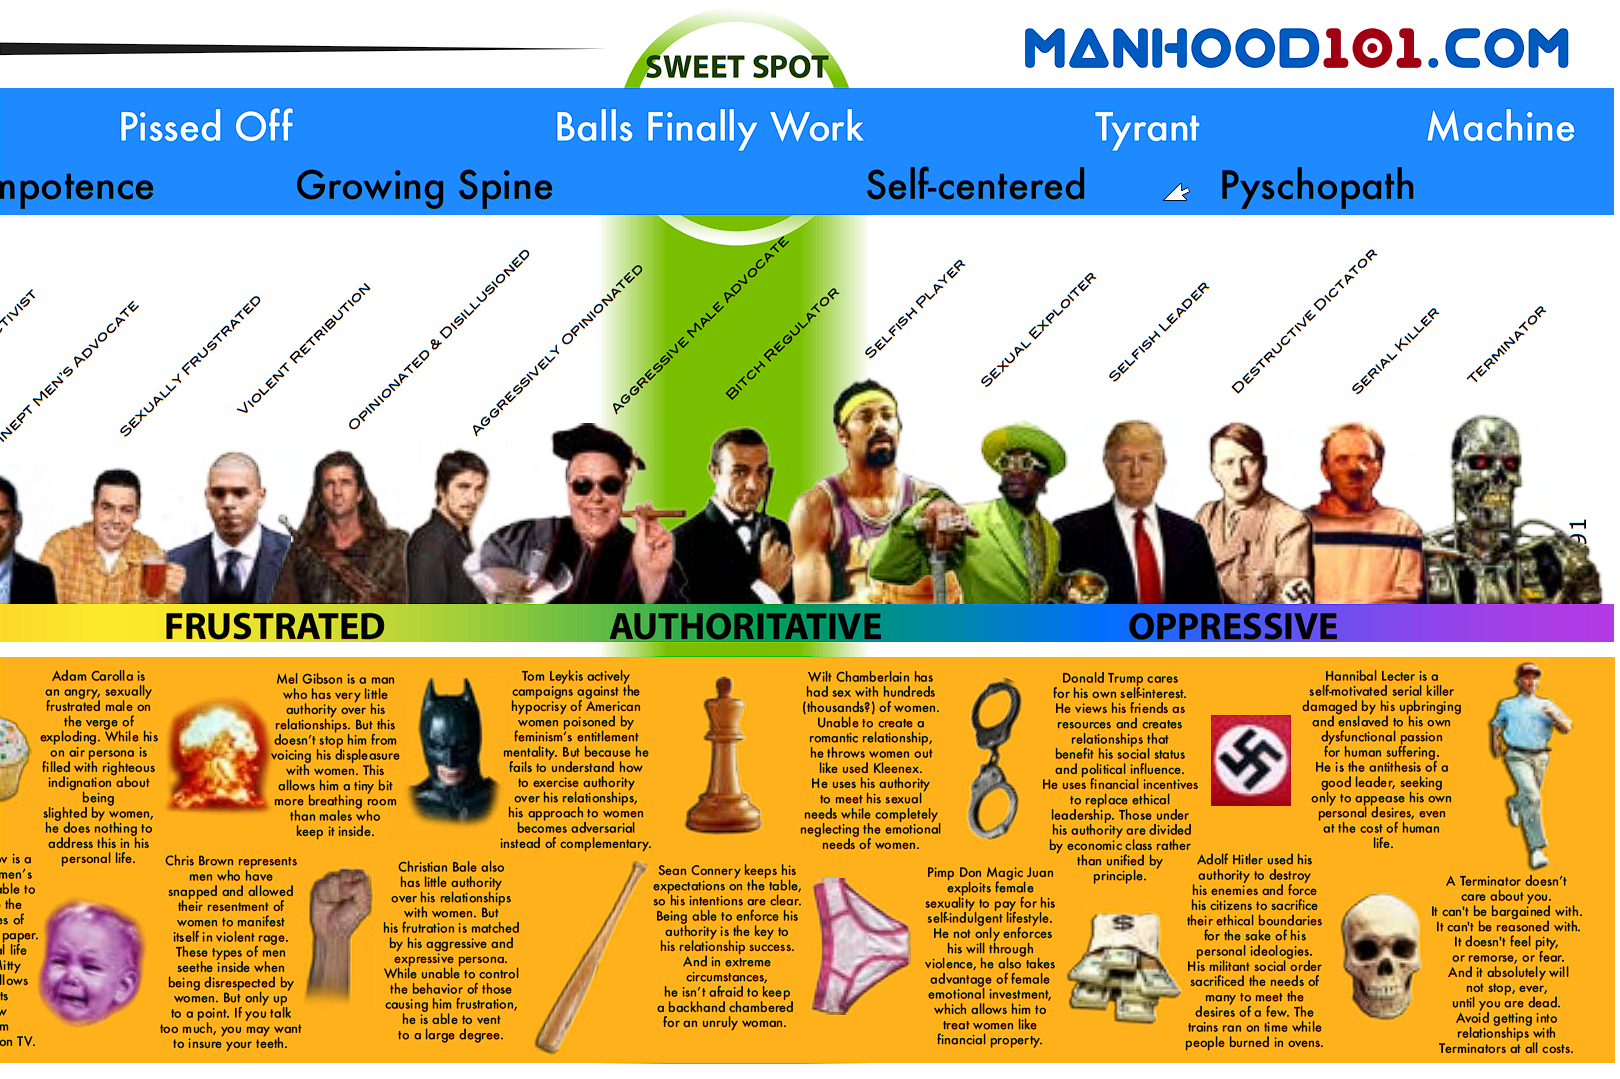 SWEET SPOT
MANHOOD101.COM
Pissed Off
Balls Finally Work
Tyrant
Machine
mpotence
Growing Spine
Self-centered
Pyschopath
TIVIST
INEPT MEN'S ADVOCATE
SEXUALLY FRUSTRATED
VIOLENT RETRIBUTION
OPINIONATED & DISILLUSIONED
AGGRESSIVELY OPINIONATED
AGGRESSIVE MALE ADVOCATE
BITCH REGULATOR
SELFISH PLAYER
SEXUAL EXPLOITER
SELFISH LEADER
DESTRUCTIVE DICTATOR
SERIAL KILLER
TERMINATOR
FRUSTRATED
AUTHORITATIVE
OPPRESSIVE
Adam Carolla is
an angry, sexually
frustrated male on
the verge of
exploding. While his
on air persona is
filled with righteous
indignation about
being
slighted by women,
he does nothing to
address this in his
personal life.
Mel Gibson is a man
who has very little
authority over his
relationships. But this
doesn't stop him from
voicing his displeasure
with women. This
allows him a tiny bit
more breathing room
than males who
keep it inside.
Tom Leykis actively
campaigns against the
hypocrisy of American
women poisoned by
feminism's entitlement
mentality. But because he
fails to understand how
to exercise authority
over his relationships,
his approach to women
becomes adversarial
instead of complementary.
Wilt Chamberlain has
had sex with hundreds
(thousands?) of women.
Unable to create a
romantic relationship,
he throws women out
like used Kleenex.
He uses his authority
to meet his sexual
needs while completely
neglecting the emotional
needs of women.
Donald Trump cares
for his own self-interest.
He views his friends as
resources and creates
relationships that
benefit his social status
and political influence.
He uses financial incentives
to replace ethical
leadership. Those under
his authority are divided
by economic class rather
than unified by
principle.
Hannibal Lecter is a
self-motivated serial killer
damaged by his upbringing
and enslaved to his own
dysfunctional passion
for human suffering.
He is the antithesis of a
good leader, seeking
only to appease his own
personal desires, even
at the cost of human
life.
ov is a
men's
able to
the
es of
paper.
al life
litty
llows
ts
w
m
on TV.
Chris Brown represents
men who have
snapped and allowed
their resentment of
women to manifest
itself in violent rage.
These types of men
seethe inside when
being disrespected by
women. But only up
to a point. If you talk
too much, you may want
to insure your teeth.
Christian Bale also
has little authority
over his relationships
with women. But
his frutration is matched
by his aggressive and
expressive persona.
While unable to control
the behavior of those
causing him frustration,
he is able to vent
to a large degree.
Sean Connery keeps his
expectations on the table,
so his intentions are clear.
Being able to enforce his
authority is the key to
his relationship success.
And in extreme
circumstances,
he isn't afraid to keep
a backhand chambered
for an unruly woman.
Pimp Don Magic Juan
exploits female
sexuality to pay for his
self-indulgent lifestyle.
He not only enforces
his will through
violence, he also takes
advantage of female
emotional investment,
which allows him to
treat women like
financial property.
Adolf Hitler used his
authority to destroy
his enemies and force
his citizens to sacrifice
their ethical boundaries
for the sake of his
personal ideologies.
His militant social order
sacrificed the needs of
many to meet the
desires of a few. The
trains ran on time while
people burned in ovens.
A Terminator doesn't
care about you.
It can't be bargained with.
It can't be reasoned with.
It doesn't feel pity,
or remorse, or fear.
And it absolutely will
not stop, ever,
until you are dead.
Avoid getting into
relationships with
Terminators at all costs.